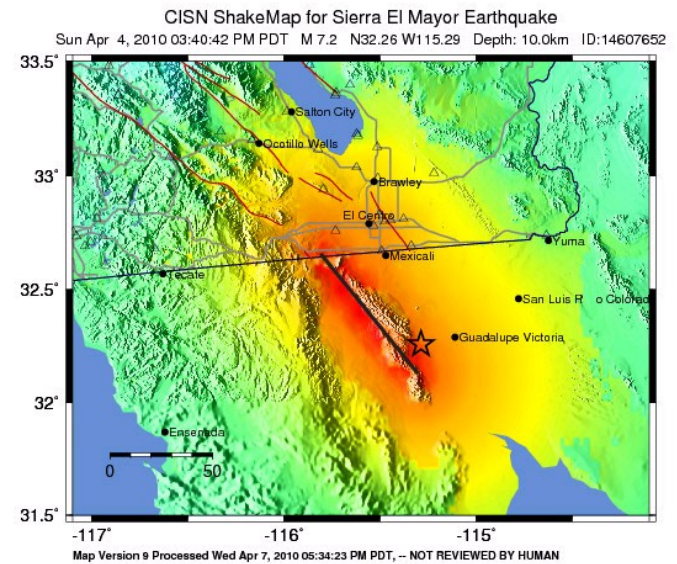 CISN ShakeMap for Sierra El Mayor Earthquake
Sun Apr 4, 2010 03:40:42 PM PDT M 7.2 N32.26 W115.29 Depth: 10.0km ID:14607652
33.5
Salton City
Ocotillo Wells
33
Brawley
El Centro
Yuma
Mexicali
Tecate
32.5
San Luis R
Colorad
Guadalupe Victoria
32
Ensenada
0 50
31.5
-117 -116 -115
Map Version 9 Processed Wed Apr 7, 2010 05:34:23 PM PDT, -- NOT REVIEWED BY HUMAN